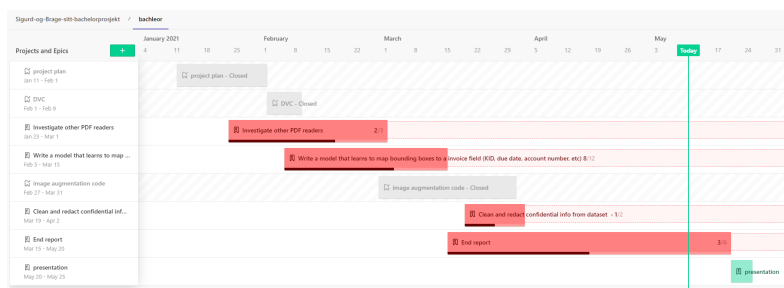 Sigurd-og-Brage-sitt-bachelorprosjekt / bachleor
January 2021 February March April May
Projects and Epics + 4 11 18 25 1 8 15 22 1 8 15 22 29 5 12 19 26 3 Today 17 24 31
project plan
Jan 11 - Feb 1
project plan - Closed
DVC
Feb 1 - Feb 9
DVC - Closed
Investigate other PDF readers
Jan 23 - Mar 1
Investigate other PDF readers 2/3
Write a model that learns to map ...
Feb 5 - Mar 15
Write a model that learns to map bounding boxes to a invoice field (KID, due date, account number, etc) 8/12
image augmentation code
Feb 27 - Mar 31
image augmentation code - Closed
Clean and redact confidential inf...
Mar 19 - Apr 2
Clean and redact confidential info from dataset - 1/2
End report
Mar 15 - May 20
End report 3/6
presentation
May 20 - May 25
presentation